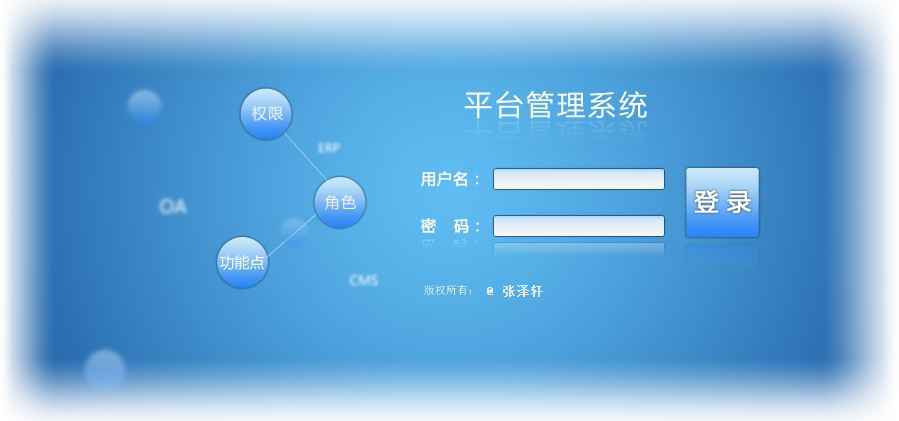 平台管理系统
权限
ERP
用户名：
登录
角色
OA
密 码：
功能点
CMS
版权所有： @ 张泽轩